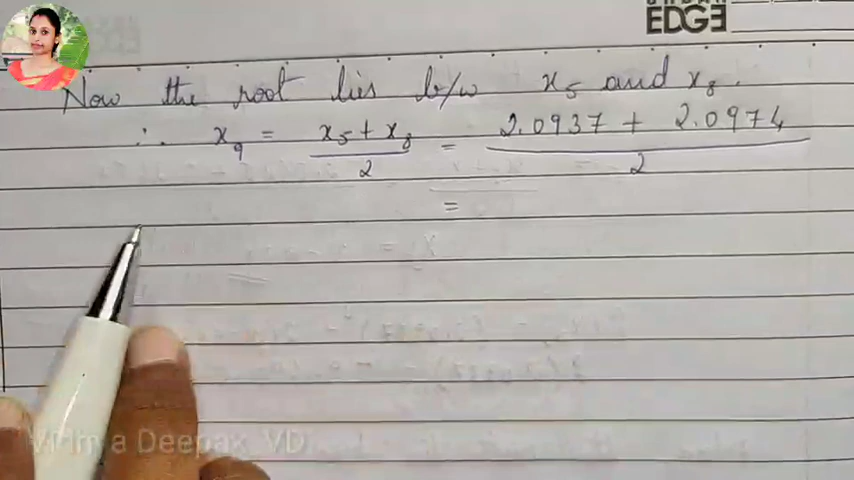 EDGE
Now the root lies b/w x₅ and x₈.
∴ x₉ = x₅ + x₈ / 2 = 2.0937 + 2.0974 / 2
=
Vidhya Deepak VD